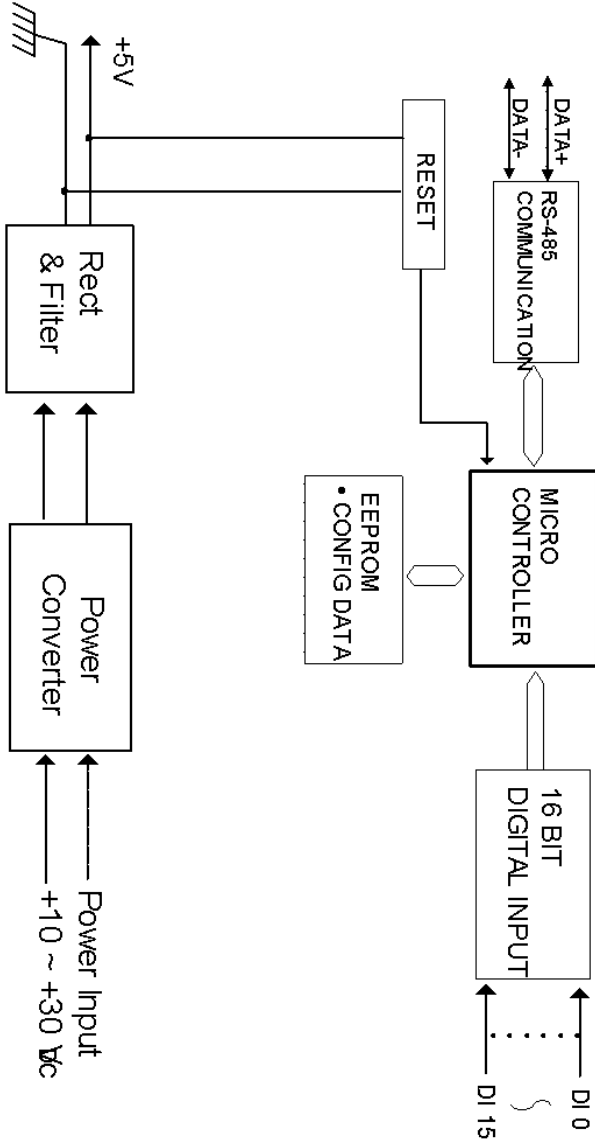 DATA+
DATA-
RS-485
COMMUNICATION
MICRO
CONTROLLER
16 BIT
DIGITAL INPUT
DI 0
DI 15
RESET
EEPROM
• CONFIG DATA
+5V
Rect
& Filter
Power
Converter
Power Input
+10 ~ +30 Vdc